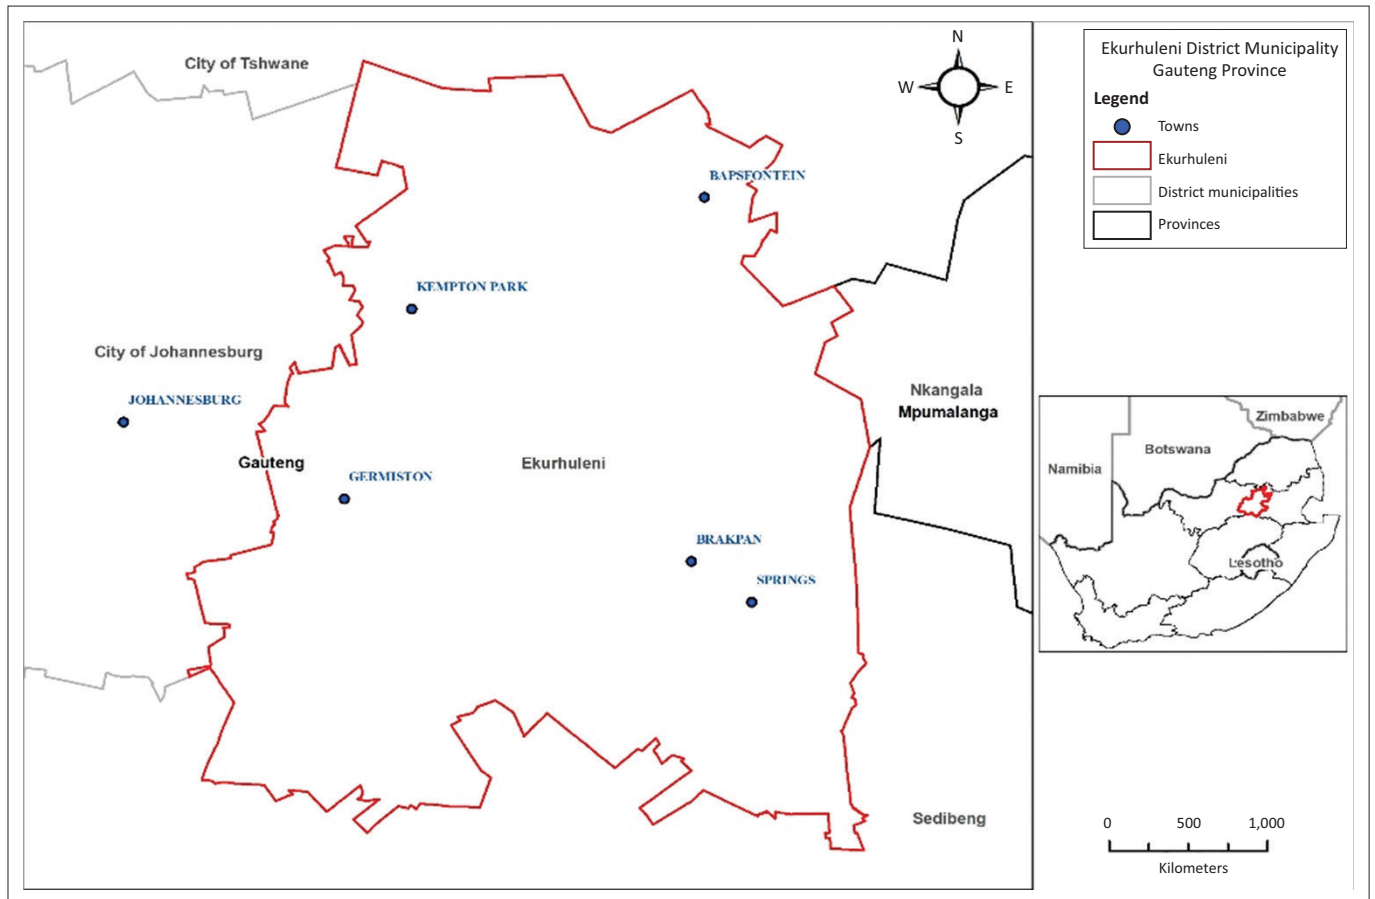 City of Tshwane
N
W
E
S
BAPSFONTEIN
KEMPTON PARK
City of Johannesburg
JOHANNESBURG
Gauteng
GERMISTON
Ekurhuleni
BRAKPAN
SPRINGS
Nkangala
Mpumalanga
Sedibeng
Ekurhuleni District Municipality
Gauteng Province
Legend
Towns
Ekurhuleni
District municipalities
Provinces
Zimbabwe
Botswana
Namibia
Lesotho
0 500 1,000
Kilometers